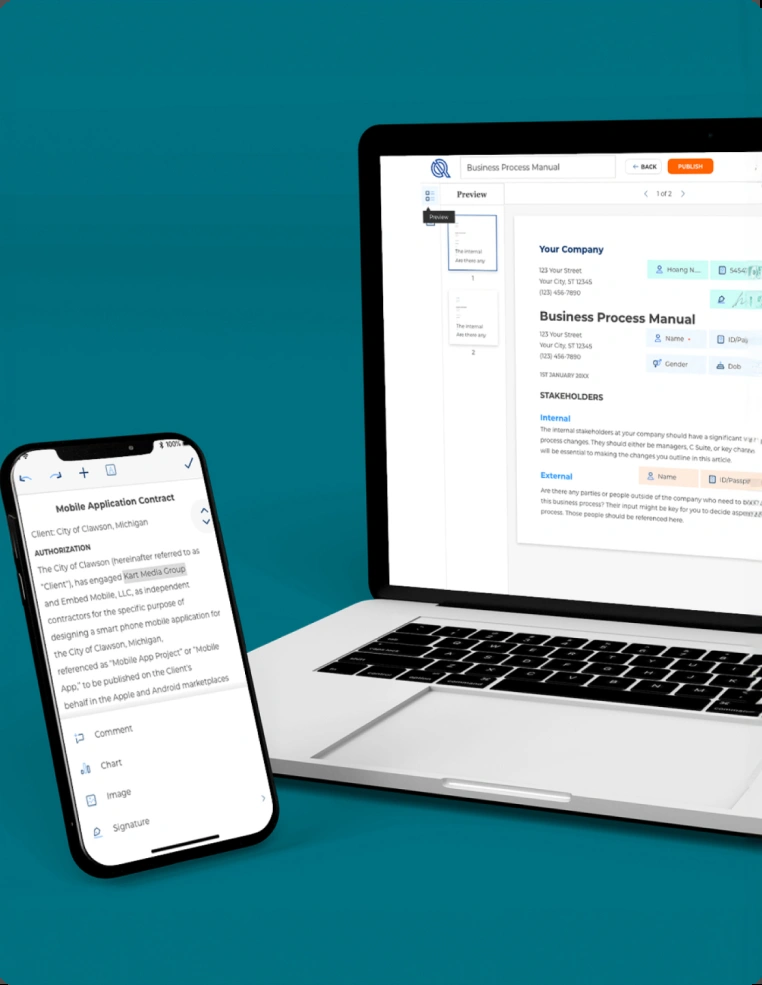 Business Process Manual
BACK
PUBLISH
Preview
1 of 2
Preview
The internal
Are there any
1
The internal
Are there any
2
Your Company
123 Your Street
Your City, ST 12345
(123) 456-7890
Hoang N...
Business Process Manual
123 Your Street
Your City, ST 12345
(123) 456-7890
Name
Gender
Dob
1ST JANUARY 20XX
STAKEHOLDERS
Internal
The internal stakeholders at your company should have a significant
process changes. They should either be managers, C Suite, or key
will be essential to making the changes you outline in this article.
External
Name
Are there any parties or people outside of the company who need to
this business process? Their input might be key for you to decide
process. Those people should be referenced here.
100%
Mobile Application Contract
Client: City of Clawson, Michigan
AUTHORIZATION
The City of Clawson (hereinafter referred to as
"Client"), has engaged Kart Media Group
and Embed Mobile, LLC, as independent
contractors for the specific purpose of
designing a smart phone mobile application for
the City of Clawson, Michigan,
referenced as "Mobile App Project" or "Mobile
App," to be published on the Client's
behalf in the Apple and Android marketplaces
Comment
Chart
Image
Signature